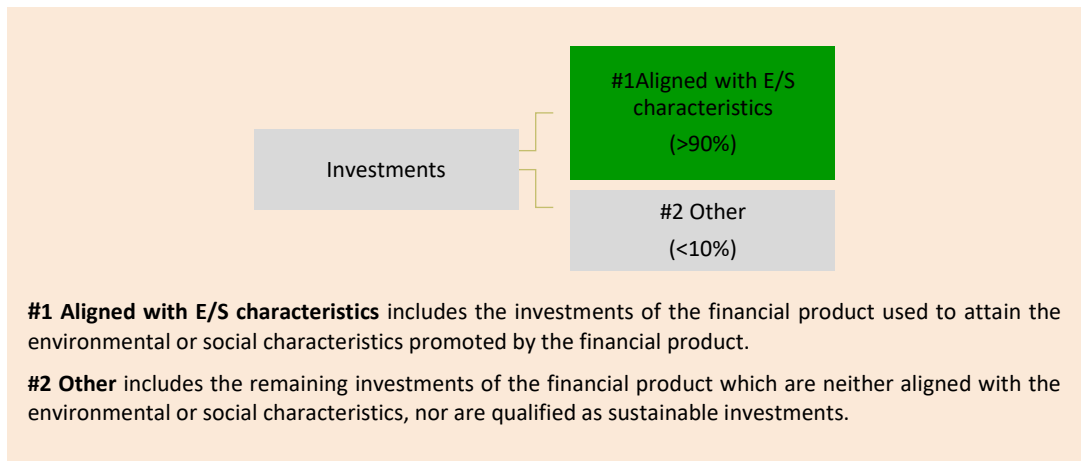 #1Aligned with E/S
characteristics
(>90%)
Investments
#2 Other
(<10%)
#1 Aligned with E/S characteristics includes the investments of the financial product used to attain the
environmental or social characteristics promoted by the financial product.
#2 Other includes the remaining investments of the financial product which are neither aligned with the
environmental or social characteristics, nor are qualified as sustainable investments.